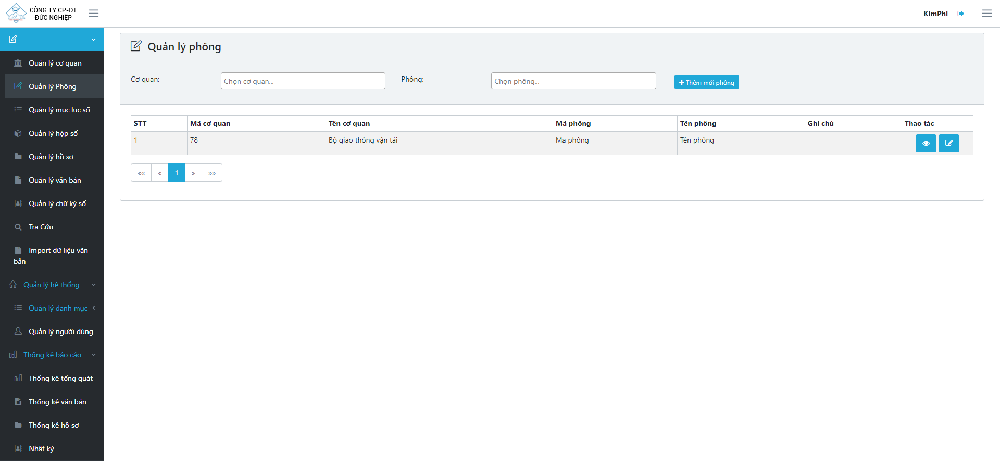 CÔNG TY CP-ĐT
ĐỨC NGHIỆP
KimPhi
Quản lý cơ quan
Quản lý Phông
Quản lý mục lục số
Quản lý hộp số
Quản lý hồ sơ
Quản lý văn bản
Quản lý chữ ký số
Tra Cứu
Import dữ liệu văn
bản
Quản lý hệ thống
Quản lý danh mục
Quản lý người dùng
Thống kê báo cáo
Thống kê tổng quát
Thống kê văn bản
Thống kê hồ sơ
Nhật ký
Quản lý phông
Cơ quan: Chọn cơ quan... Phông: Chọn phông... Thêm mới phông
STT Mã cơ quan Tên cơ quan Mã phông Tên phông Ghi chú Thao tác
1 78 Bộ giao thông vận tải Ma phông Tên phông
«« « 1 » »»